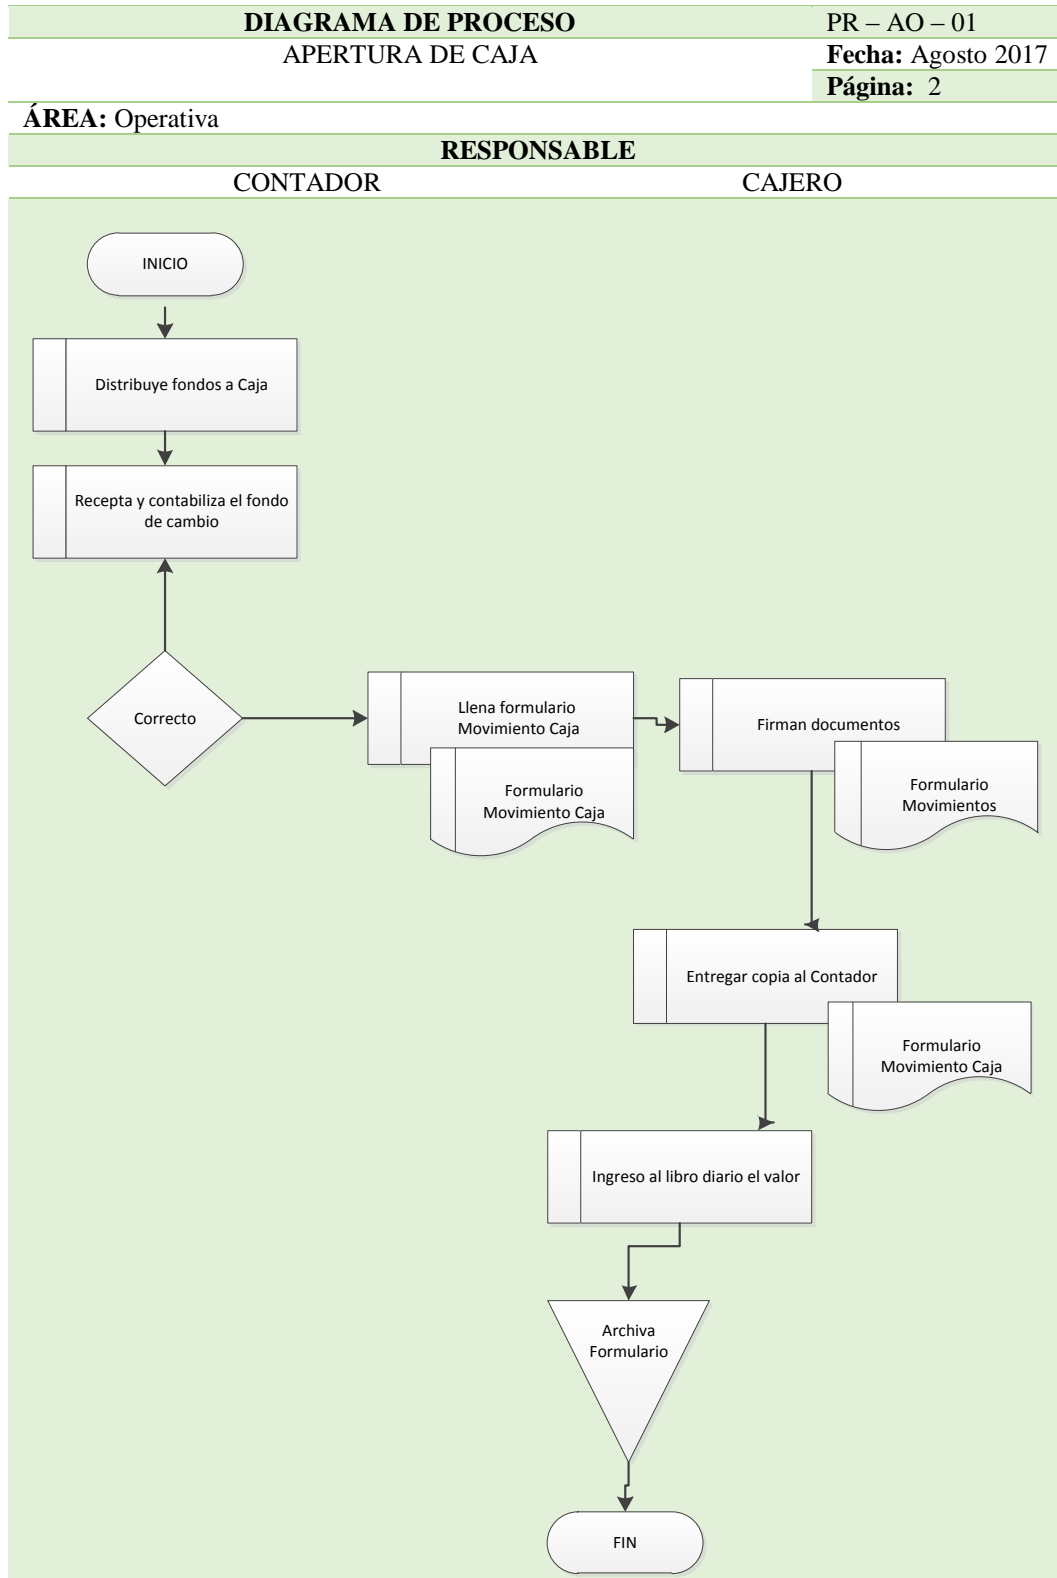 DIAGRAMA DE PROCESO
PR – AO – 01
APERTURA DE CAJA
Fecha: Agosto 2017
Página: 2
ÁREA: Operativa
RESPONSABLE
CONTADOR
CAJERO
INICIO
Distribuye fondos a Caja
Recepta y contabiliza el fondo
de cambio
Correcto
Llena formulario
Movimiento Caja
Formulario
Movimiento Caja
Firman documentos
Formulario
Movimientos
Entregar copia al Contador
Formulario
Movimiento Caja
Ingreso al libro diario el valor
Archiva
Formulario
FIN